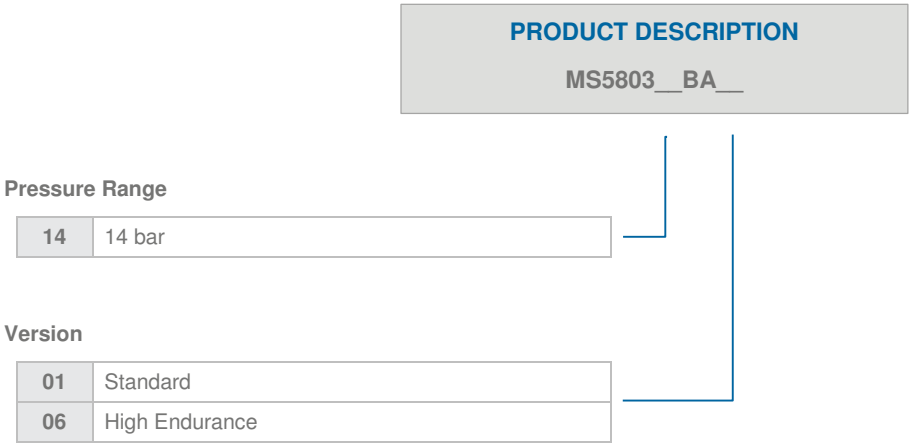 PRODUCT DESCRIPTION
MS5803__BA__
Pressure Range
14 14 bar
Version
01 Standard
06 High Endurance